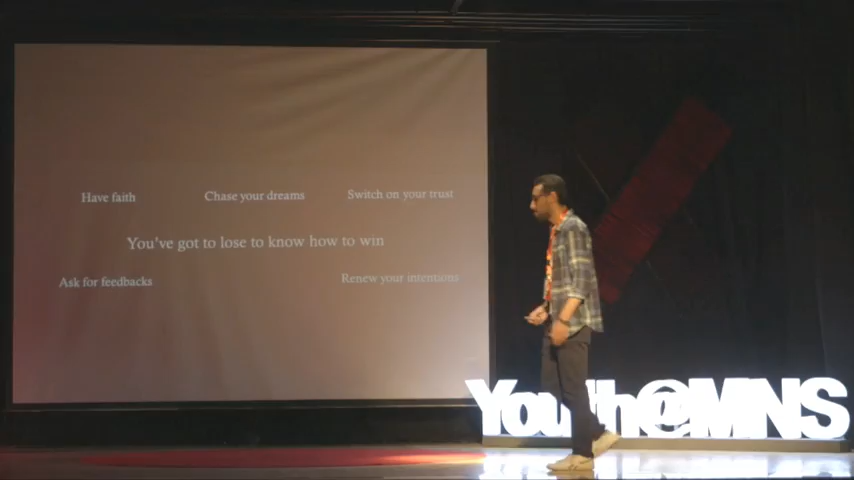 Have faith
Chase your dreams
Switch on your trust
You've got to lose to know how to win
Ask for feedbacks
Renew your intentions
Youth@MNS